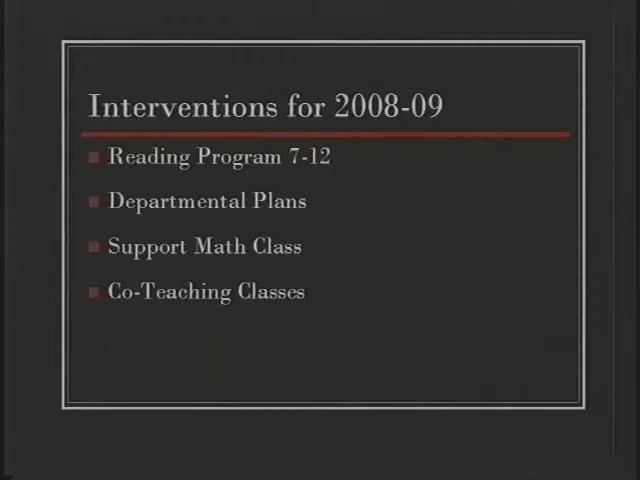 Interventions for 2008-09
Reading Program 7-12
Departmental Plans
Support Math Class
Co-Teaching Classes